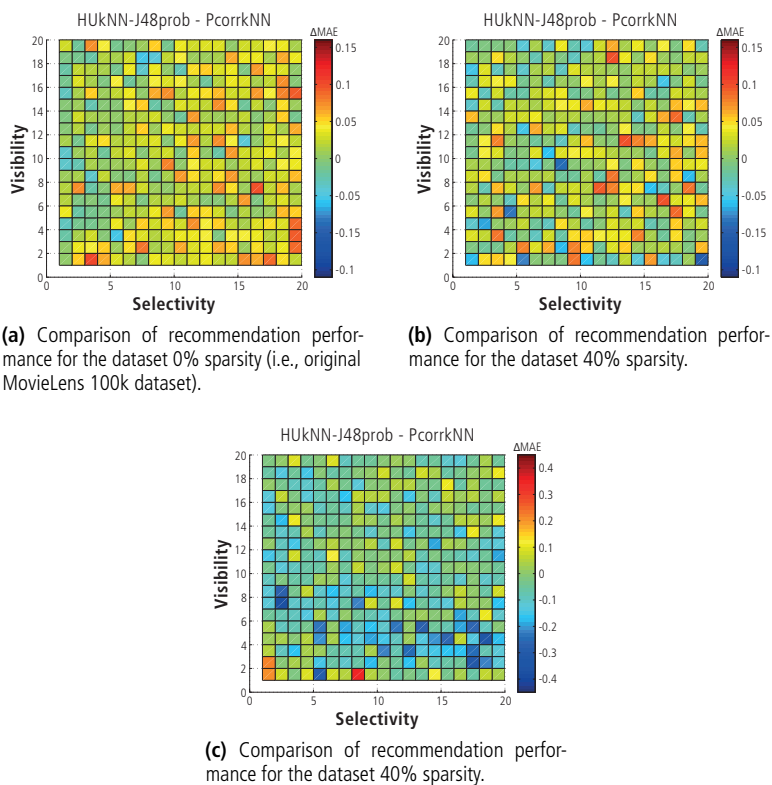 HUkNN-J48prob - PcorrkNN
ΔMAE
20
18
16
14
12
10
8
6
4
2
0
Visibility
0 5 10 15 20
Selectivity
0.15
0.1
0.05
0
-0.05
-0.15
-0.1
(a) Comparison of recommendation perfor-
mance for the dataset 0% sparsity (i.e., original
MovieLens 100k dataset).
HUkNN-J48prob - PcorrkNN
ΔMAE
20
18
16
14
12
10
8
6
4
2
0
Visibility
0 5 10 15 20
Selectivity
0.15
0.1
0.05
0
-0.05
-0.15
-0.1
(b) Comparison of recommendation perfor-
mance for the dataset 40% sparsity.
HUkNN-J48prob - PcorrkNN
ΔMAE
20
18
16
14
12
10
8
6
4
2
0
Visibility
0 5 10 15 20
Selectivity
0.4
0.3
0.2
0.1
0
-0.1
-0.2
-0.3
-0.4
(c) Comparison of recommendation perfor-
mance for the dataset 40% sparsity.